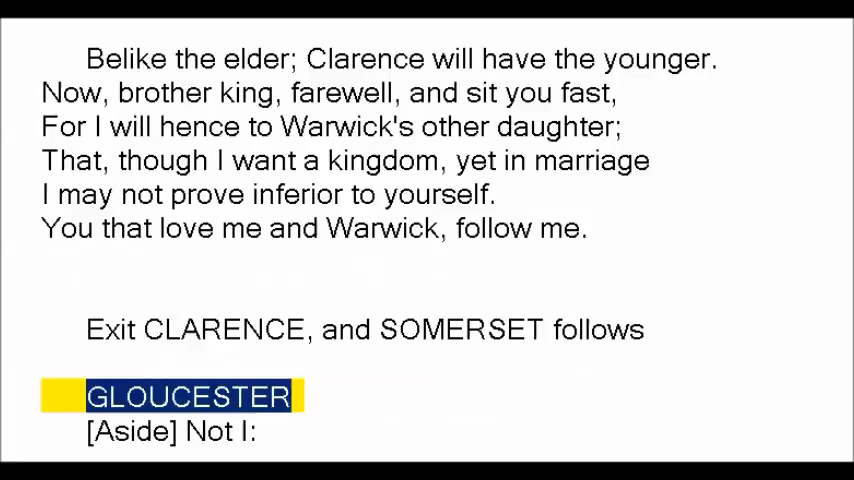 Belike the elder; Clarence will have the younger.
Now, brother king, farewell, and sit you fast,
For I will hence to Warwick's other daughter;
That, though I want a kingdom, yet in marriage
I may not prove inferior to yourself.
You that love me and Warwick, follow me.
Exit CLARENCE, and SOMERSET follows
GLOUCESTER
[Aside] Not I: